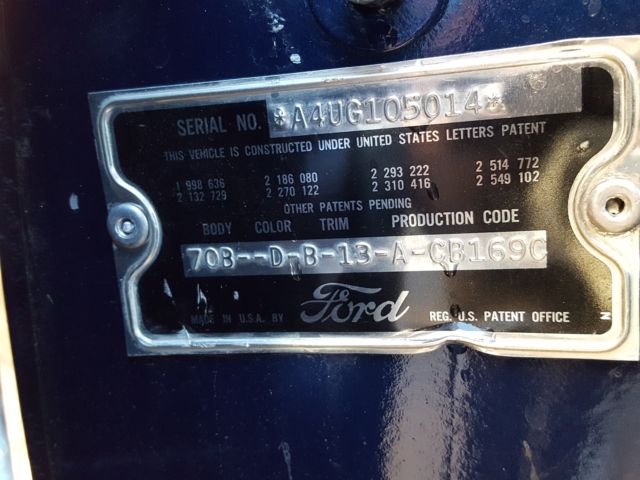 SERIAL NO. *A4UG105014*
THIS VEHICLE IS CONSTRUCTED UNDER UNITED STATES LETTERS PATENT
1 998 636 2 186 080 2 293 222 2 514 772
2 132 729 2 270 122 2 310 416 2 549 102
OTHER PATENTS PENDING
BODY COLOR TRIM PRODUCTION CODE
70B--D-B-13-A-CB169C
MADE IN U.S.A. BY Ford REG. U.S. PATENT OFFICE
N